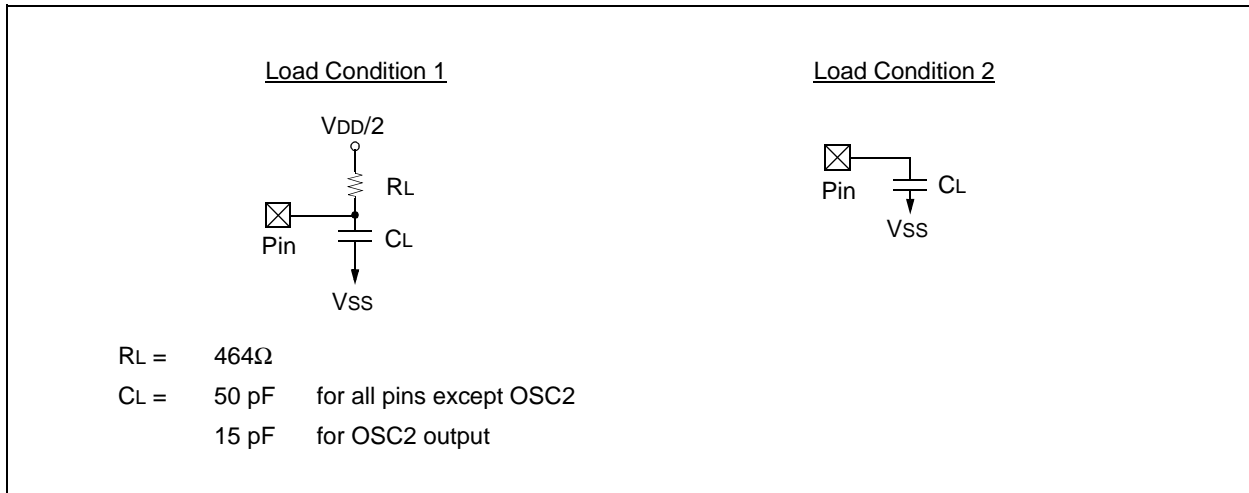 Load Condition 1
VDD/2
RL
Pin
CL
VSS
Load Condition 2
Pin
CL
VSS
RL = 464Ω
CL = 50 pF for all pins except OSC2
15 pF for OSC2 output